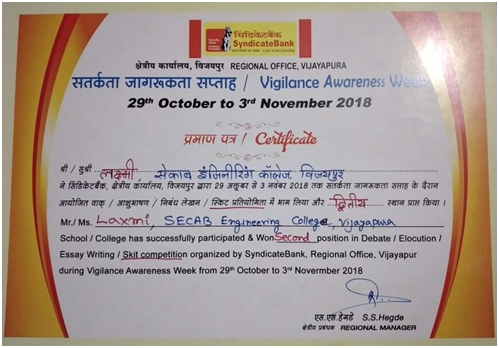 सिंडिकेटबैंक
SyndicateBank
क्षेत्रीय कार्यालय, विजयपुर REGIONAL OFFICE, VIJAYAPURA
सतर्कता जागरूकता सप्ताह / Vigilance Awareness Week
29th October to 3rd November 2018
प्रमाण पत्र / Certificate
श्री / सुश्री लक्ष्मी, सेकाब इंजिनीरिंग कॉलेज, विजयपुर
ने सिंडिकेटबैंक, क्षेत्रीय कार्यालय, विजयपुर द्वारा 29 अक्तूबर से 3 नवंबर 2018 तक सतर्कता जागरूकता सप्ताह के दौरान
आयोजित वाक् / आशुभाषण / निबंध लेखन / स्किट प्रतियोगिता में भाग लिया और द्वितीय स्थान प्राप्त किया ।
Mr./ Ms. Laxmi, SECAB Engineering College, Vijayapura
School / College has successfully participated & Won Second position in Debate / Elocution /
Essay Writing / Skit competition organized by SyndicateBank, Regional Office, Vijayapur
during Vigilance Awareness Week from 29th October to 3rd Novermber 2018
एस.एस.हेगडे S.S.Hegde
क्षेत्रीय प्रबंधक REGIONAL MANAGER